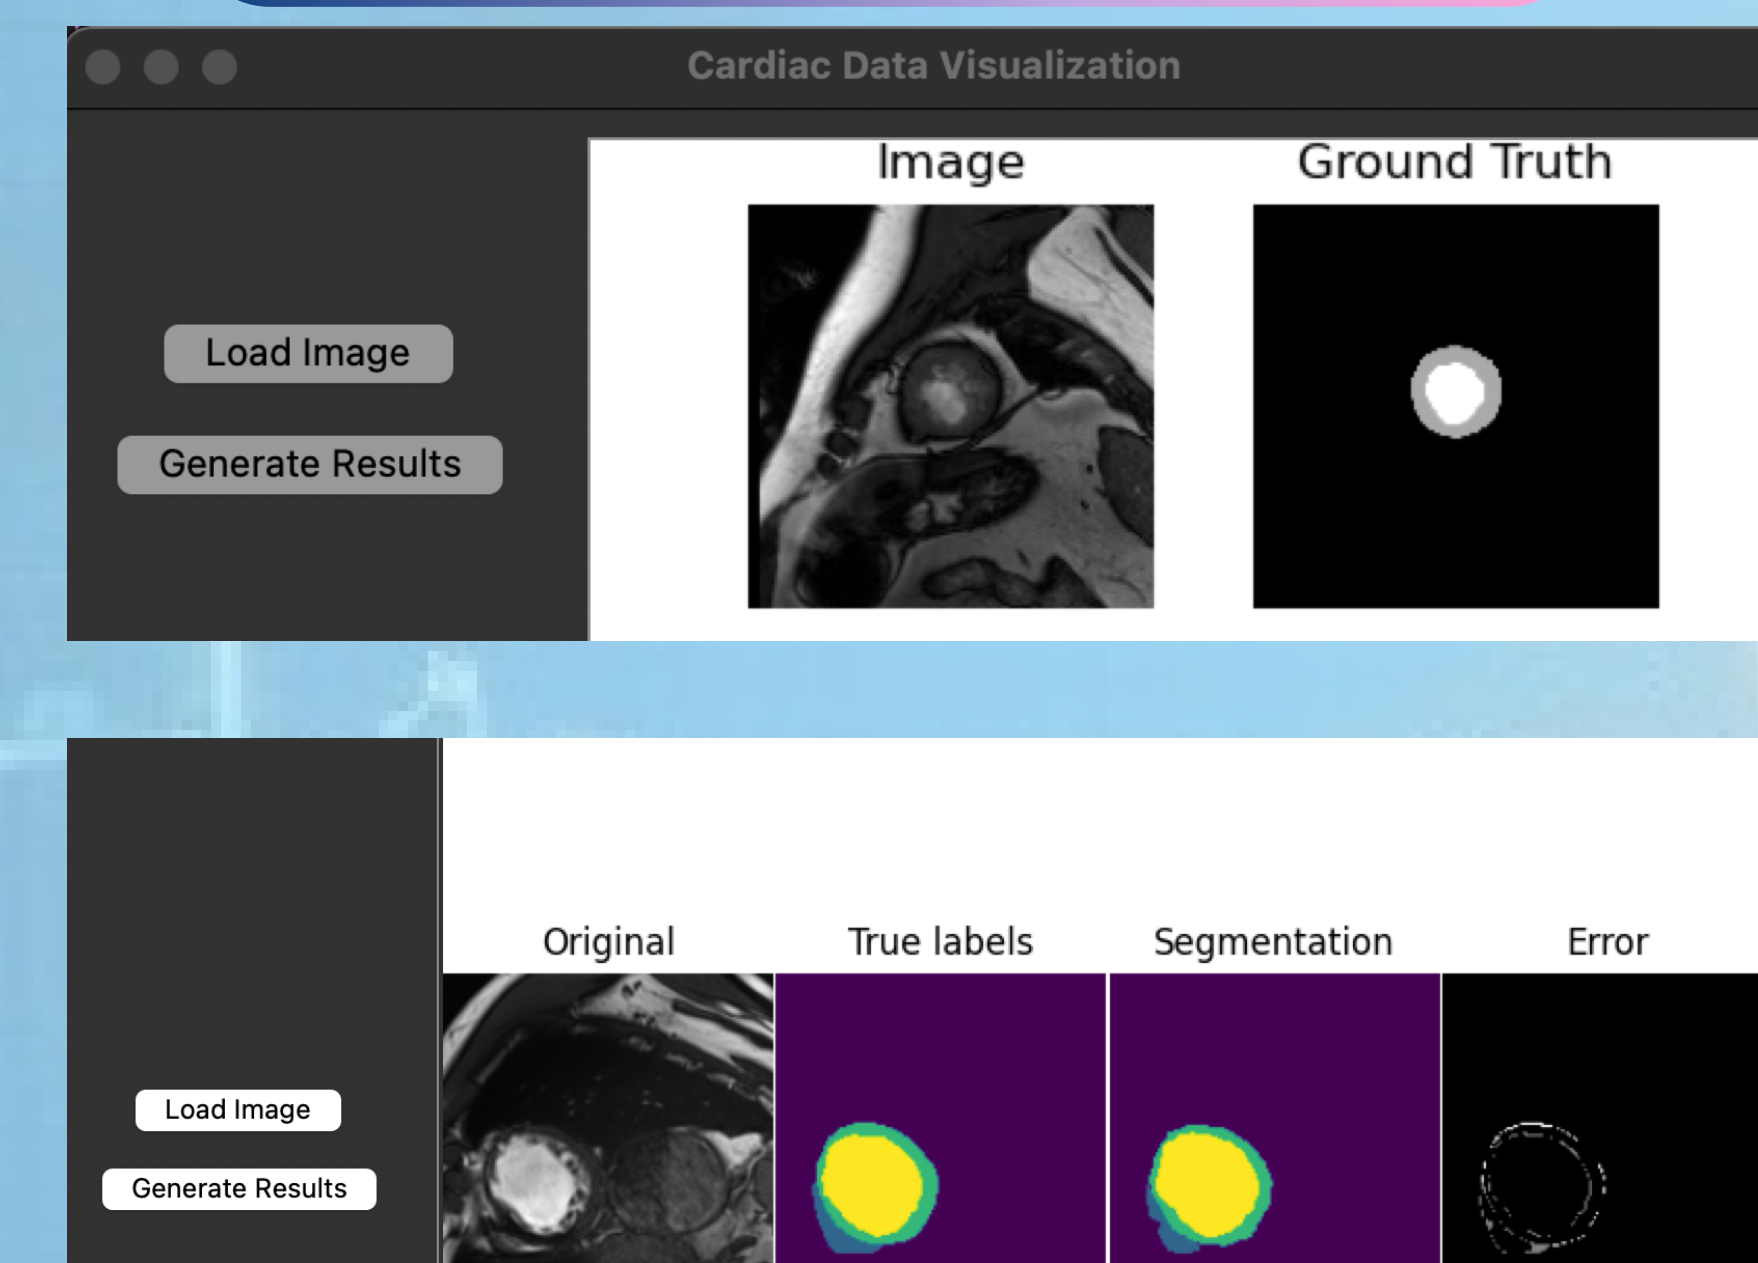 Cardiac Data Visualization
Image
Ground Truth
Load Image
Generate Results
Original
True labels
Segmentation
Error
Load Image
Generate Results